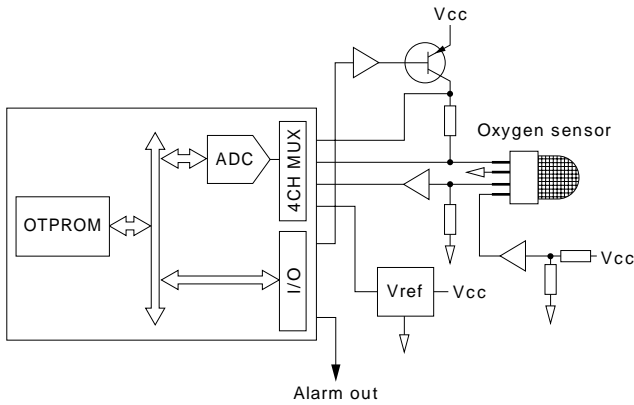 Vcc
Oxygen sensor
ADC
4CH MUX
OTPROM
I/O
Vref
Vcc
Vcc
Alarm out